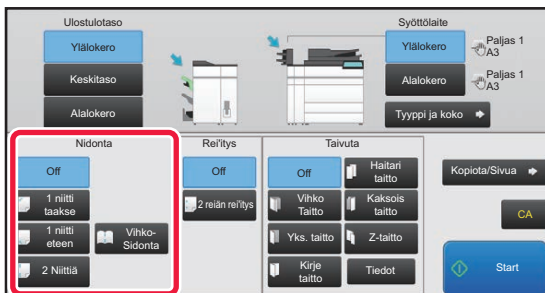 Ulostulotaso
Ylälokero
Keskitaso
Alalokero
Syöttölaite
Ylälokero
Paljas 1
A3
Alalokero
Paljas 1
A3
Tyyppi ja koko
Nidonta
Off
1 niitti
taakse
1 niitti
eteen
Vihko-
Sidonta
2 Niittiä
Rei'itys
Off
2 reiän rei'itys
Taivuta
Off
Haitari
taitto
Vihko
Taitto
Kaksois
taitto
Yks. taitto
Z-taitto
Kirje
taitto
Tiedot
Kopiota/Sivua
CA
Start